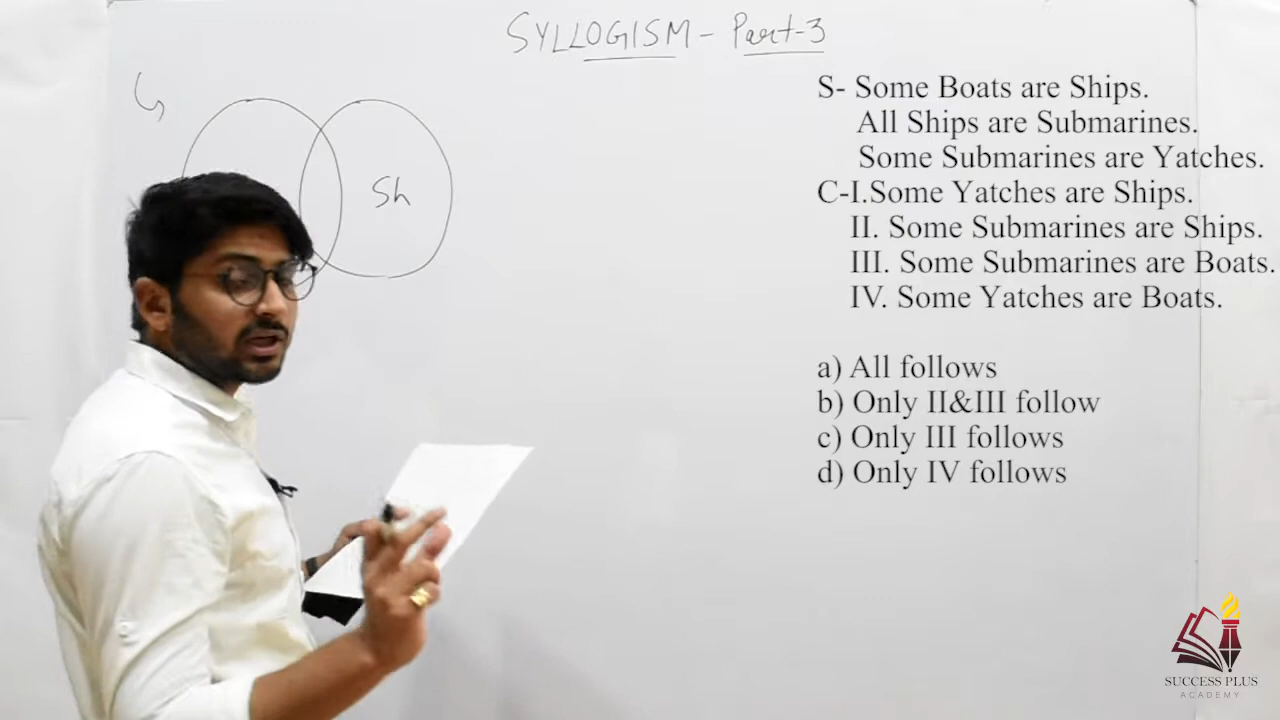 SYLLOGISM - Part-3
Sh
S- Some Boats are Ships.
All Ships are Submarines.
Some Submarines are Yatches.
C-I.Some Yatches are Ships.
II. Some Submarines are Ships.
III. Some Submarines are Boats.
IV. Some Yatches are Boats.
a) All follows
b) Only II&III follow
c) Only III follows
d) Only IV follows
SUCCESS PLUS
ACADEMY